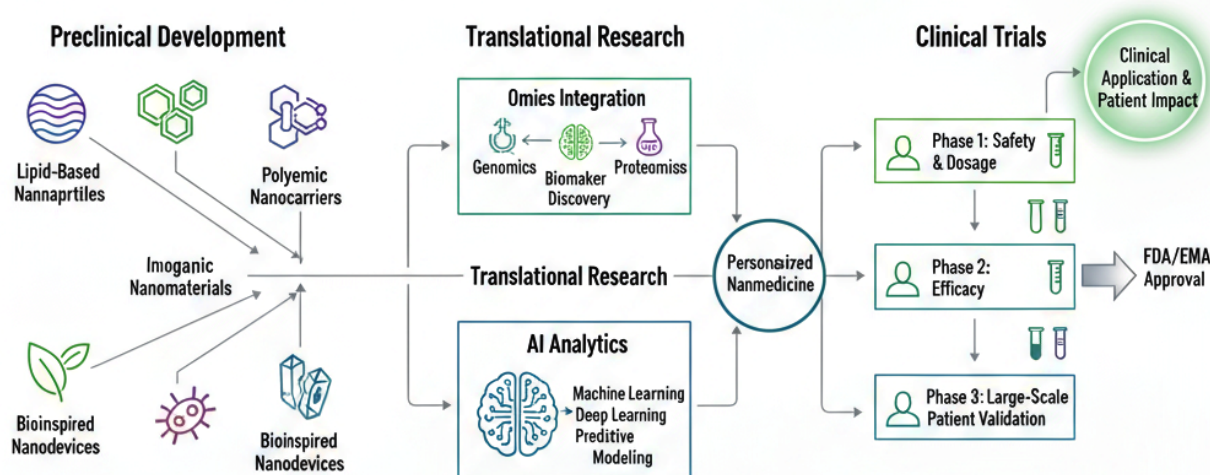 Preclinical Development
Lipid-Based
Nannaprtiles
Polyemic
Nanocarriers
Imoganic
Nanomaterials
Bioinspired
Nanodevices
Bioinspired
Nanodevices
Translational Research
Omies Integration
Genomics
Biomaker
Discovery
Proteomiss
Translational Research
AI Analytics
Machine Learning
Deep Learning
Preditive
Modeling
Nanmedicine
Clinical Trials
Clinical
Application &
Patient Impact
Phase 1: Safety
& Dosage
Phase 2:
Efficacy
FDA/EMA
Approval
Phase 3: Large-Scale
Patient Validation